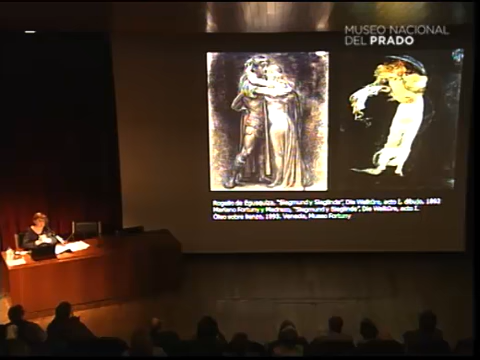 MUSEO NACIONAL
DEL PRADO
Rogelio de Egusquiza, "Siegmund y Sieglinde", Die Walküre, acto I. dibujo. 1892
Mariano Fortuny y Madrazo, "Siegmund y Sieglinde", Die Walküre, acto I.
Óleo sobre lienzo. 1893. Venecia, Museo Fortuny